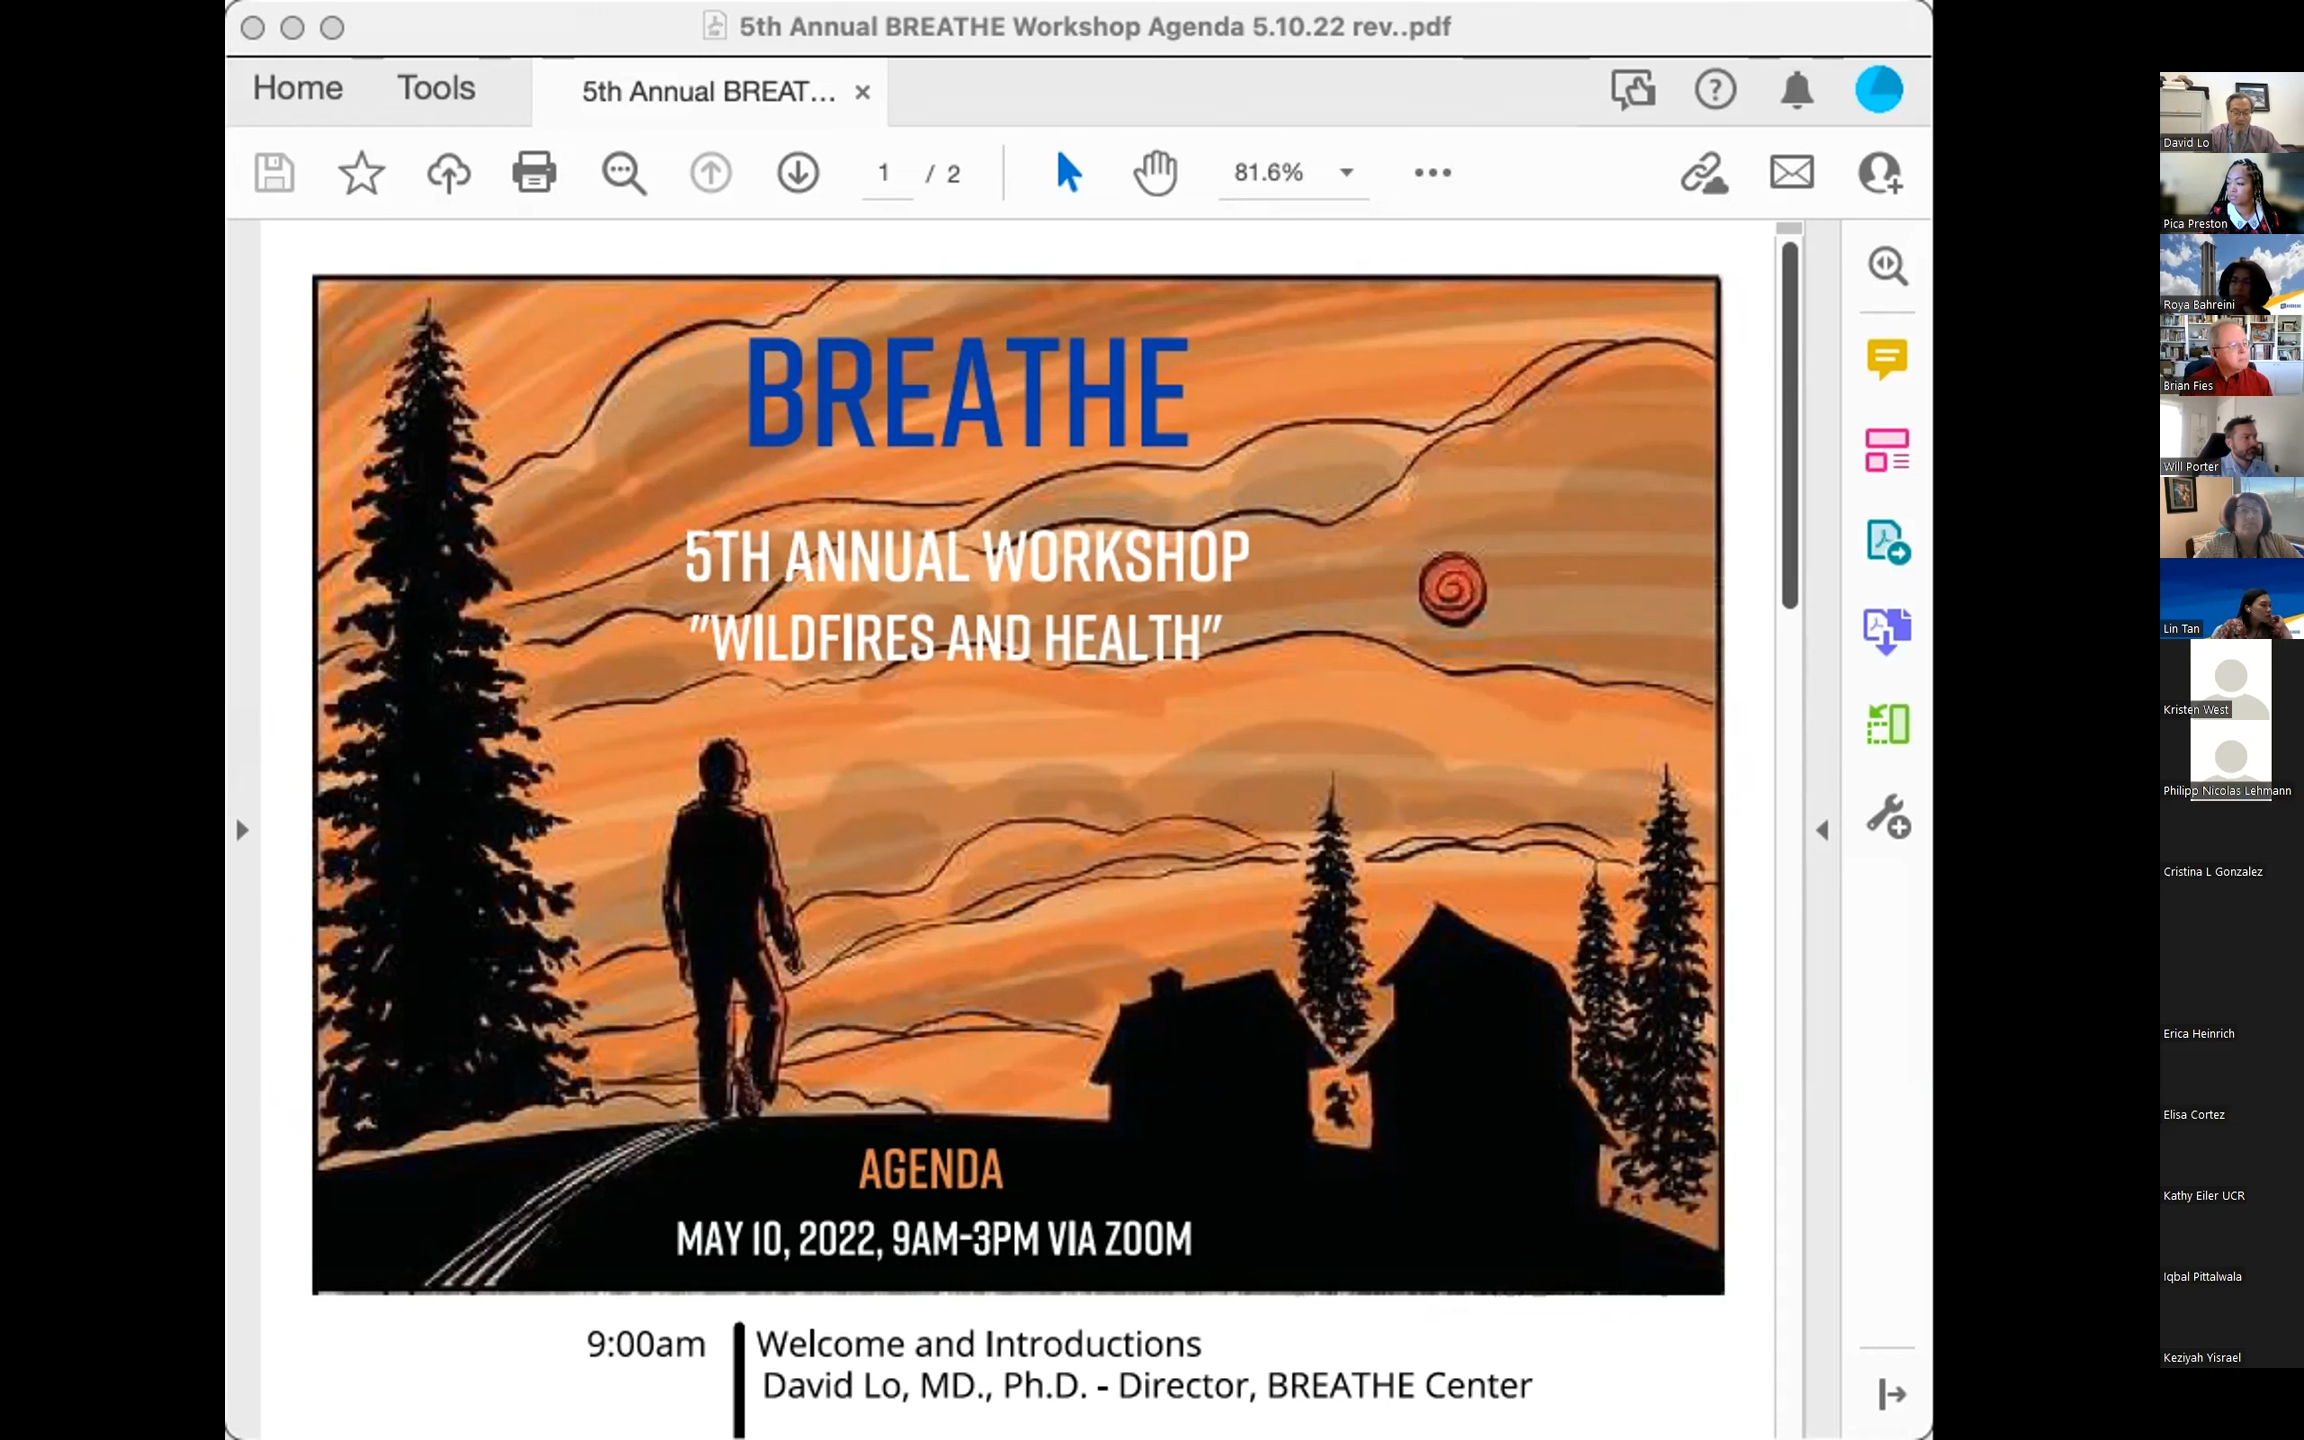 5th Annual BREATHE Workshop Agenda 5.10.22 rev..pdf
Home Tools 5th Annual BREAT... ×
1 / 2 81.6%
BREATHE
5TH ANNUAL WORKSHOP
"WILDFIRES AND HEALTH"
AGENDA
MAY 10, 2022, 9AM-3PM VIA ZOOM
9:00am Welcome and Introductions
David Lo, MD., Ph.D. - Director, BREATHE Center
David Lo
Pica Preston
Roya Bahreini
Brian Fies
Will Porter
Lin Tan
Kristen West
Philipp Nicolas Lehmann
Cristina L Gonzalez
Erica Heinrich
Elisa Cortez
Kathy Eiler UCR
Iqbal Pittalwala
Keziyah Yisrael